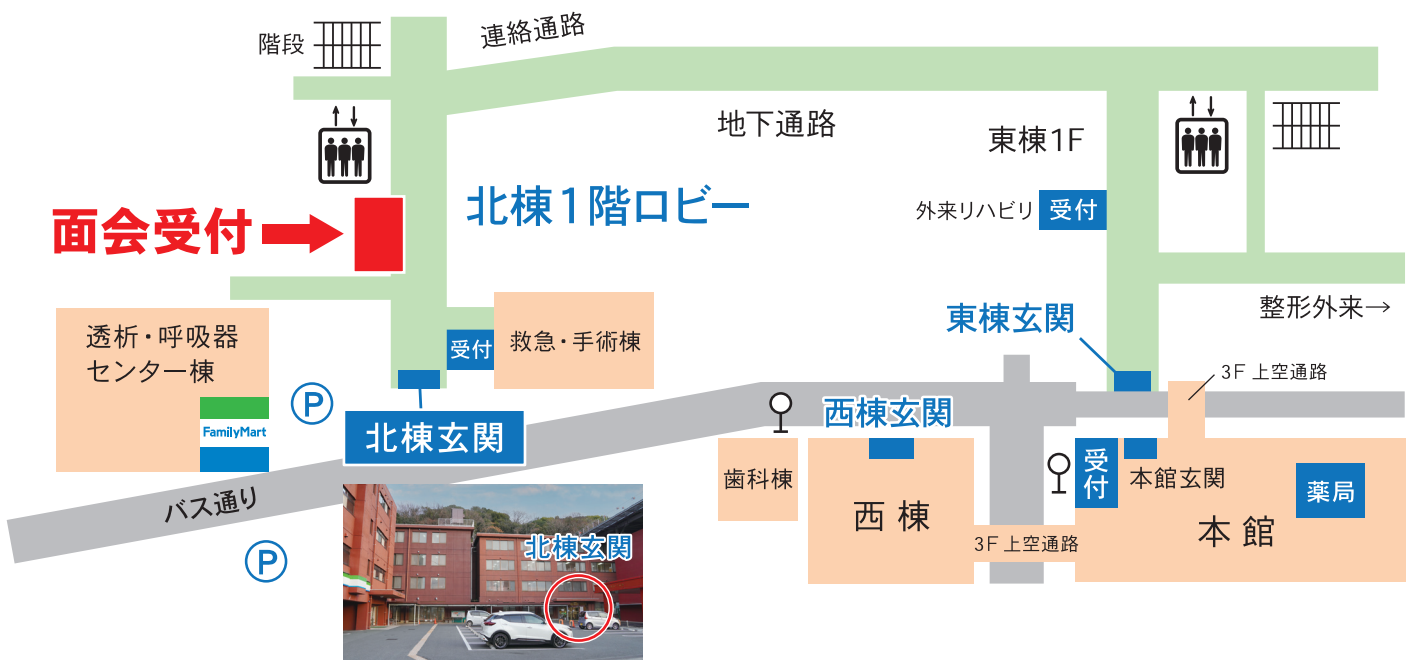 階段
連絡通路
地下通路
東棟1F
北棟1階ロビー
外来リハビリ
受付
面会受付
整形外来→
東棟玄関
透析・呼吸器
センター棟
受付
救急・手術棟
3F 上空通路
P
FamilyMart
北棟玄関
西棟玄関
歯科棟
受付
本館玄関
薬局
バス通り
西棟
本館
3F 上空通路
P
北棟玄関